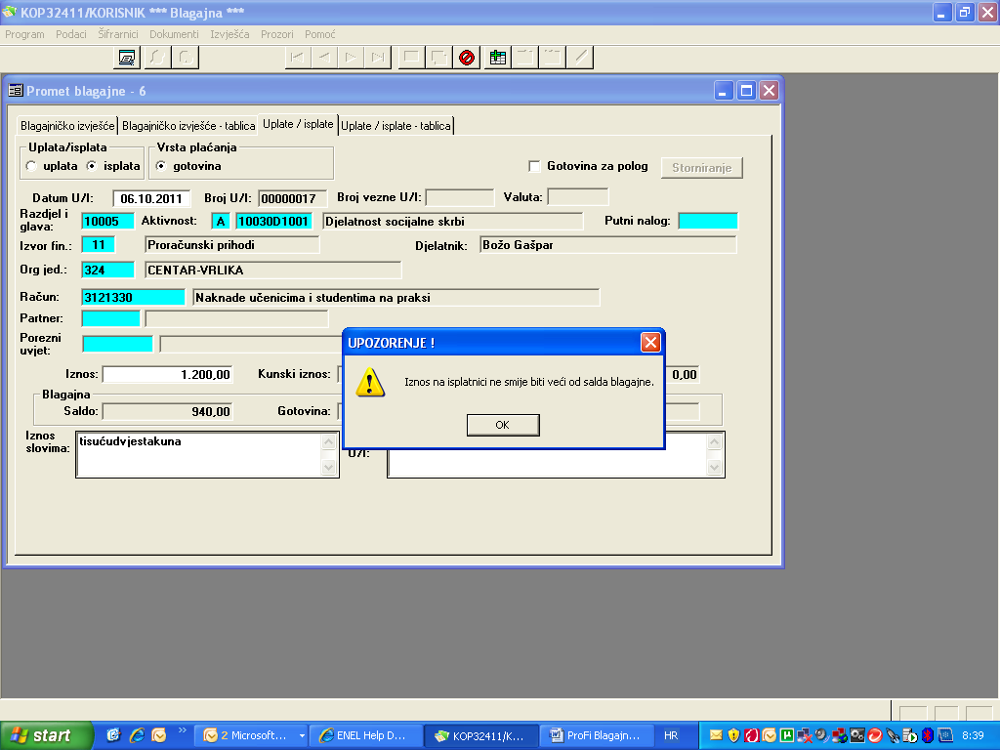 KOP32411/KORISNIK *** Blagajna ***
Program Podaci Šifrarnici Dokumenti Izvješća Prozori Pomoć
Promet blagajne - 6
Blagajničko izvješće Blagajničko izvješće - tablica Uplate / isplate Uplate / isplate - tablica
Uplata/isplata Vrsta plaćanja
uplata isplata gotovina Gotovina za polog Storniranje
Datum U/I: 06.10.2011 Broj U/I: 00000017 Broj vezne U/I: Valuta:
Razdjel i glava: 10005 Aktivnost: A 10030D1001 Djelatnost socijalne skrbi Putni nalog:
Izvor fin.: 11 Proračunski prihodi Djelatnik: Božo Gašpar
Org jed.: 324 CENTAR-VRLIKA
Račun: 3121330 Naknade učenicima i studentima na praksi
Partner:
Porezni uvjet:
UPOZORENJE !
Iznos na isplatnici ne smije biti veći od salda blagajne.
OK
Iznos: 1.200,00 Kunski iznos: 0,00
Blagajna
Saldo: 940,00 Gotovina:
Iznos slovima: tisućudvjestakuna U/I:
start 2 Microsoft... ENEL Help D... KOP32411/K... ProFi Blagajn... HR 8:39